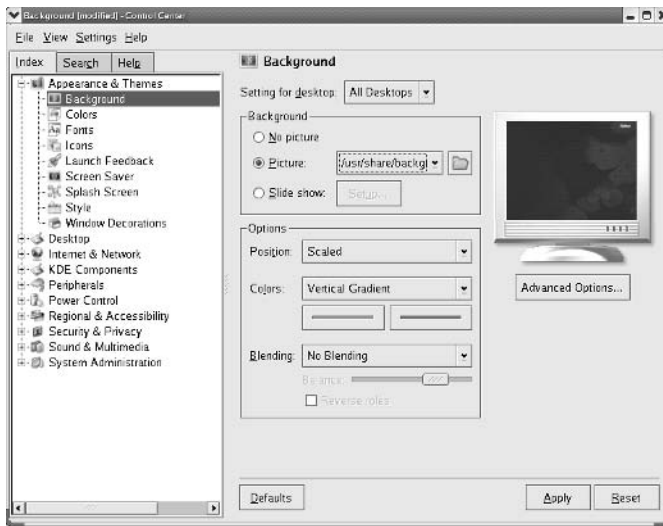 Background [modified] - Control Center
File View Settings Help
Index Search Help
Appearance & Themes
Background
Colors
Fonts
Icons
Launch Feedback
Screen Saver
Splash Screen
Style
Window Decorations
Desktop
Internet & Network
KDE Components
Peripherals
Power Control
Regional & Accessibility
Security & Privacy
Sound & Multimedia
System Administration
Background
Setting for desktop: All Desktops
Background
No picture
Picture: /usr/share/backgr
Slide show: Setup...
Options
Position: Scaled
Colors: Vertical Gradient
Blending: No Blending
Balance:
Reverse roles
Advanced Options...
Defaults Apply Reset